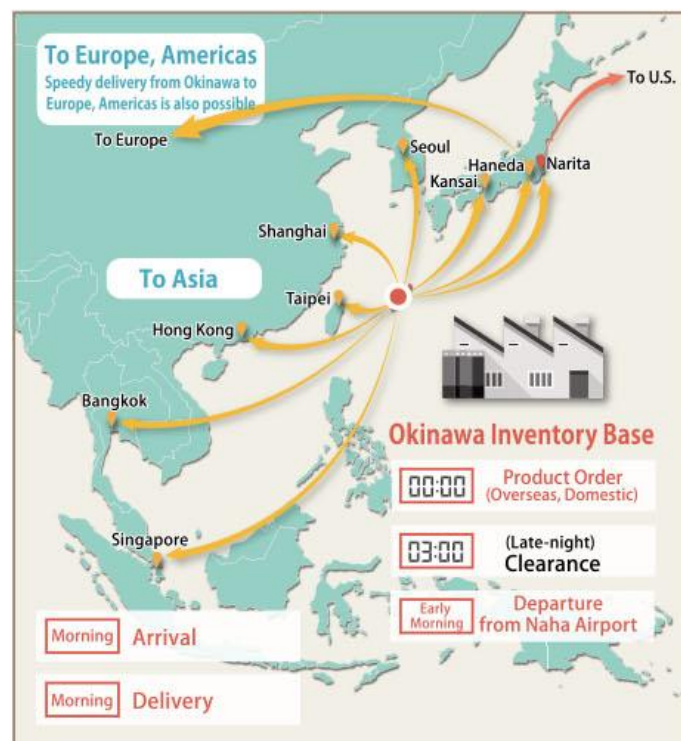 To Europe, Americas
Speedy delivery from Okinawa to
Europe, Americas is also possible
To U.S.
To Europe
Seoul
Haneda
Narita
Kansai
Shanghai
To Asia
Taipei
Hong Kong
Bangkok
Okinawa Inventory Base
00:00
Product Order
(Overseas, Domestic)
Singapore
03:00
(Late-night)
Clearance
Early
Morning
Departure
from Naha Airport
Morning
Arrival
Morning
Delivery